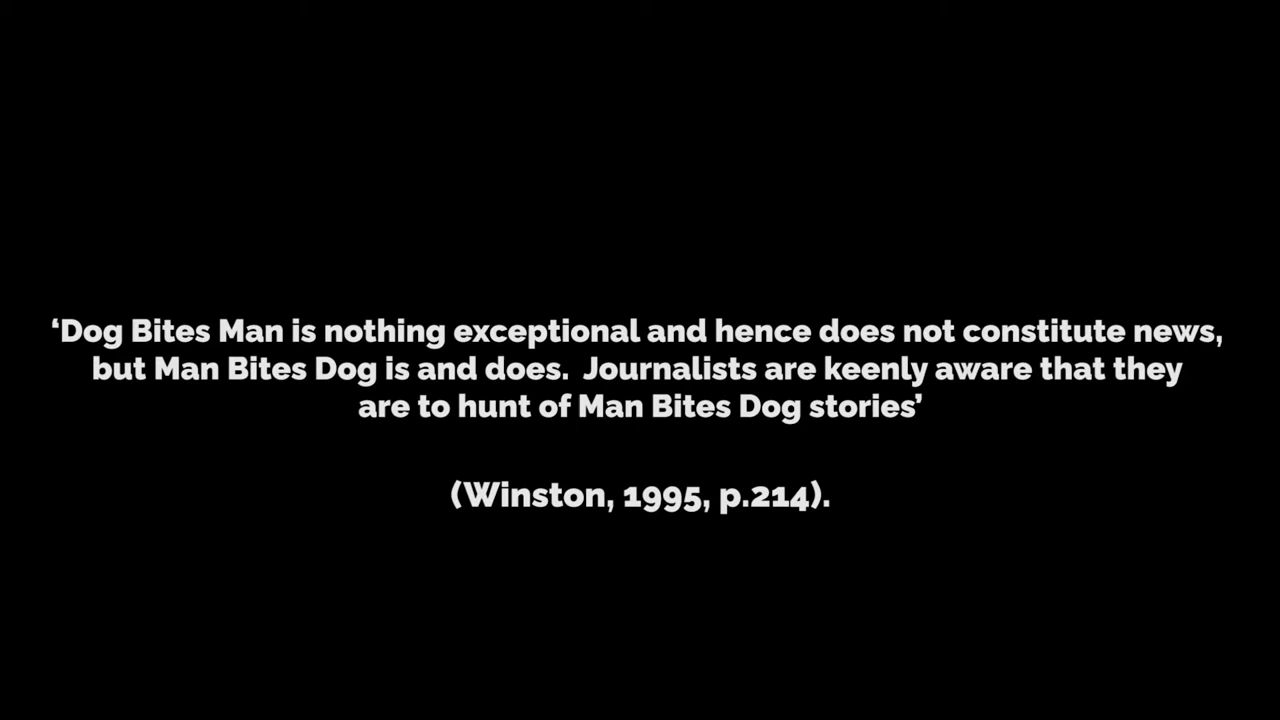 ‘Dog Bites Man is nothing exceptional and hence does not constitute news,
but Man Bites Dog is and does.  Journalists are keenly aware that they
are to hunt of Man Bites Dog stories’
(Winston, 1995, p.214).